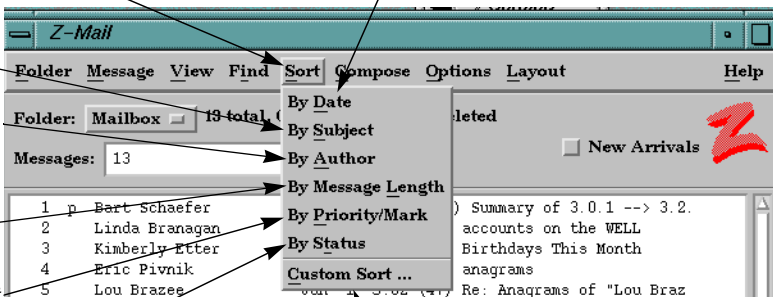 Z-Mail
Folder Message View Find Sort Compose Options Layout Help
Folder: Mailbox 13 total, eleted
Messages: 13 New Arrivals
By Date
By Subject
By Author
By Message Length
By Priority/Mark
By Status
Custom Sort ...
1 p Bart Schaefer ) Summary of 3.0.1 --> 3.2.
2 Linda Branagan accounts on the WELL
3 Kimberly Etter Birthdays This Month
4 Eric Pivnik anagrams
5 Lou Brazee Re: Anagrams of "Lou Braz